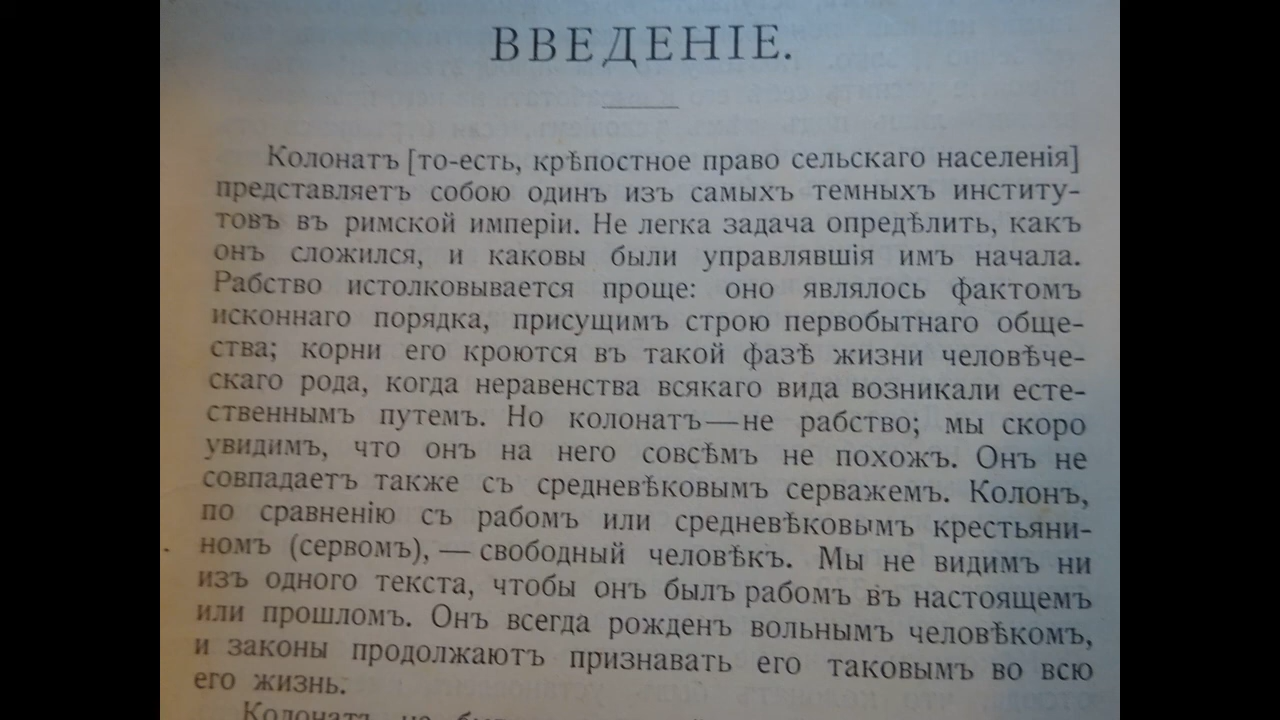 ВВЕДЕНІЕ.
Колонатъ [то-есть, крѣпостное право сельскаго населенія]
представляетъ собою одинъ изъ самыхъ темныхъ институ-
товъ въ римской имперіи. Не легка задача опредѣлить, какъ
онъ сложился, и каковы были управлявшія имъ начала.
Рабство истолковывается проще: оно являлось фактомъ
исконнаго порядка, присущимъ строю первобытнаго обще-
ства; корни его кроются въ такой фазѣ жизни человѣче-
скаго рода, когда неравенства всякаго вида возникали есте-
ственнымъ путемъ. Но колонатъ—не рабство; мы скоро
увидимъ, что онъ на него совсѣмъ не похожъ. Онъ не
совпадаетъ также съ средневѣковымъ серважемъ. Колонъ,
по сравненію съ рабомъ или средневѣковымъ крестьяни-
номъ (сервомъ), — свободный человѣкъ. Мы не видимъ ни
изъ одного текста, чтобы онъ былъ рабомъ въ настоящемъ
или прошломъ. Онъ всегда рожденъ вольнымъ человѣкомъ,
и законы продолжаютъ признавать его таковымъ во всю
его жизнь.
Колонатъ не